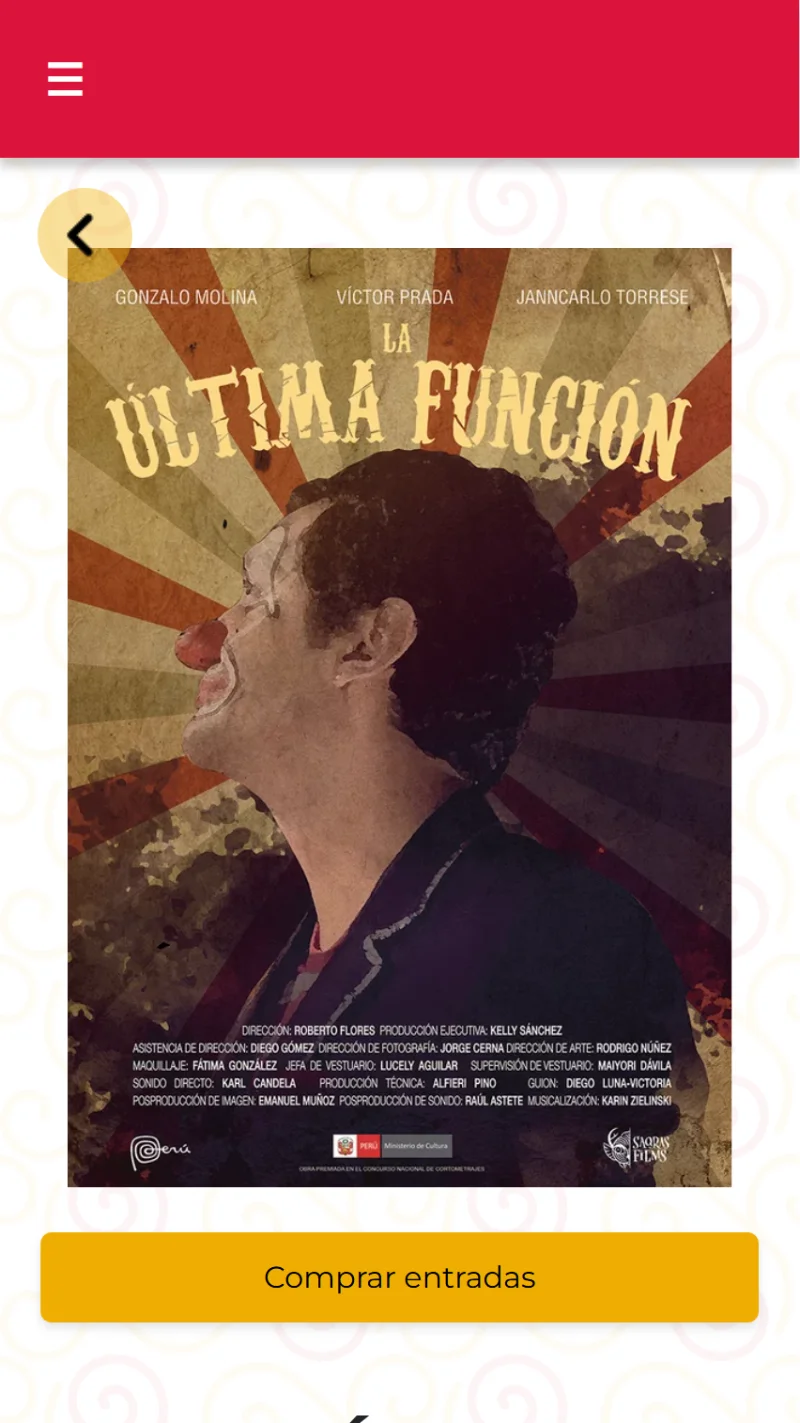 GONZALO MOLINA VÍCTOR PRADA JANNCARLO TORRESE
LA
ÚLTIMA FUNCIÓN
DIRECCIÓN: ROBERTO FLORES PRODUCCIÓN EJECUTIVA: KELLY SÁNCHEZ
ASISTENCIA DE DIRECCIÓN: DIEGO GÓMEZ DIRECCIÓN DE FOTOGRAFÍA: JORGE CERNA DIRECCIÓN DE ARTE: RODRIGO NÚÑEZ
MAQUILLAJE: FÁTIMA GONZÁLEZ JEFA DE VESTUARIO: LUCELY AGUILAR SUPERVISIÓN DE VESTUARIO: MAIYORI DÁVILA
SONIDO DIRECTO: KARL CANDELA PRODUCCIÓN TÉCNICA: ALFIERI PINO GUION: DIEGO LUNA-VICTORIA
POSPRODUCCIÓN DE IMAGEN: EMANUEL MUÑOZ POSPRODUCCIÓN DE SONIDO: RAÚL ASTETE MUSICALIZACIÓN: KARIN ZIELINSKI
Perú PERÚ Ministerio de Cultura SAQRAS
FILMS
OBRA PREMIADA EN EL CONCURSO NACIONAL DE CORTOMETRAJES
Comprar entradas